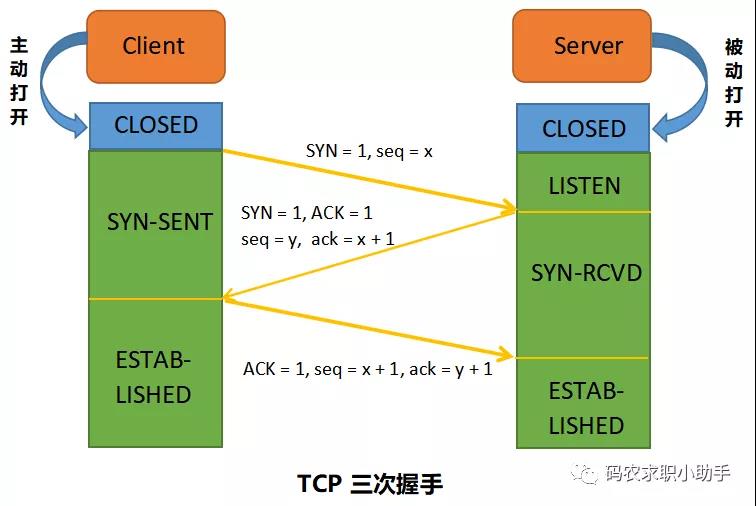 主动打开
Client
Server
被动打开
CLOSED
CLOSED
SYN = 1, seq = x
LISTEN
SYN-SENT
SYN = 1, ACK = 1
seq = y, ack = x + 1
SYN-RCVD
ESTAB-
LISHED
ACK = 1, seq = x + 1, ack = y + 1
ESTAB-
LISHED
TCP 三次握手
码农求职小助手